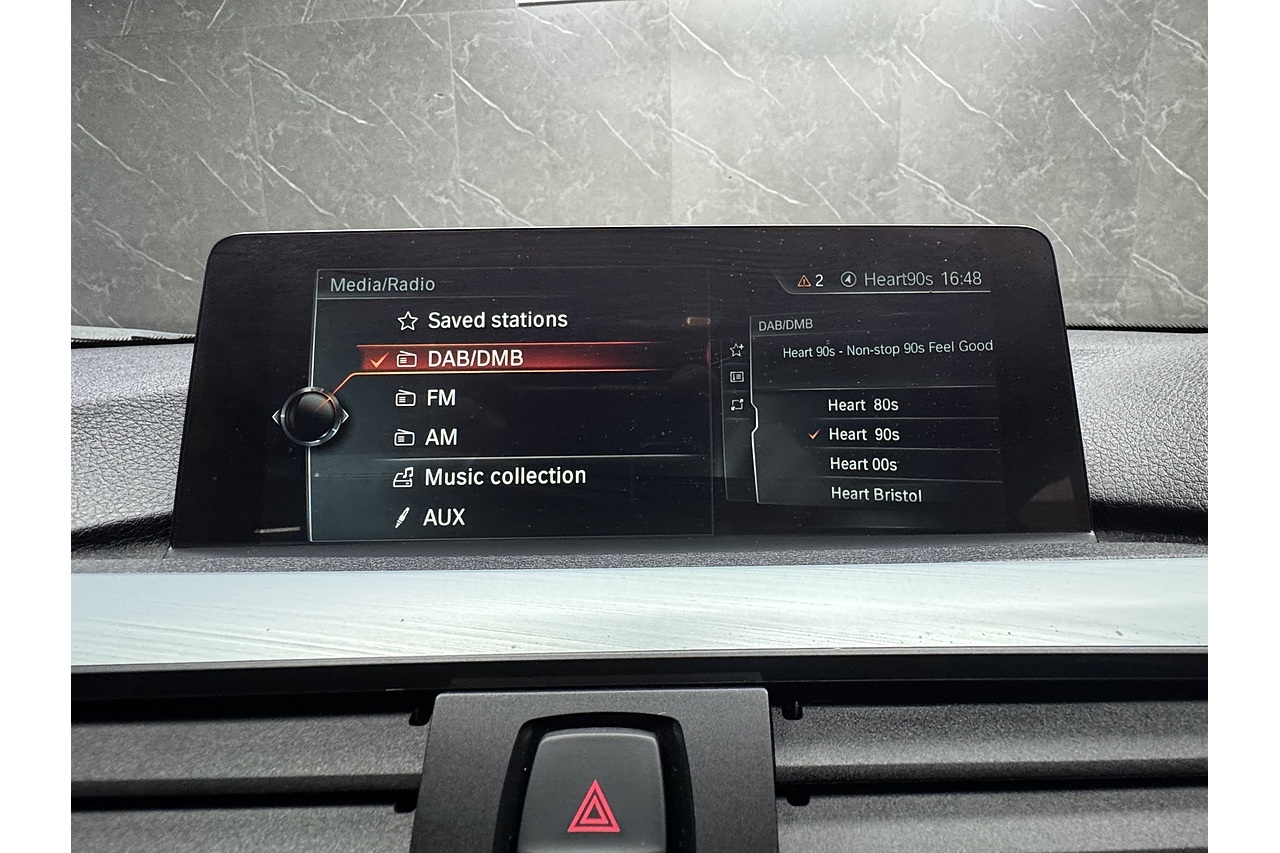 Media/Radio
2 Heart90s 16:48
Saved stations
DAB/DMB
FM
AM
Music collection
AUX
DAB/DMB
Heart 90s - Non-stop 90s Feel Good
Heart 80s
Heart 90s
Heart 00s
Heart Bristol